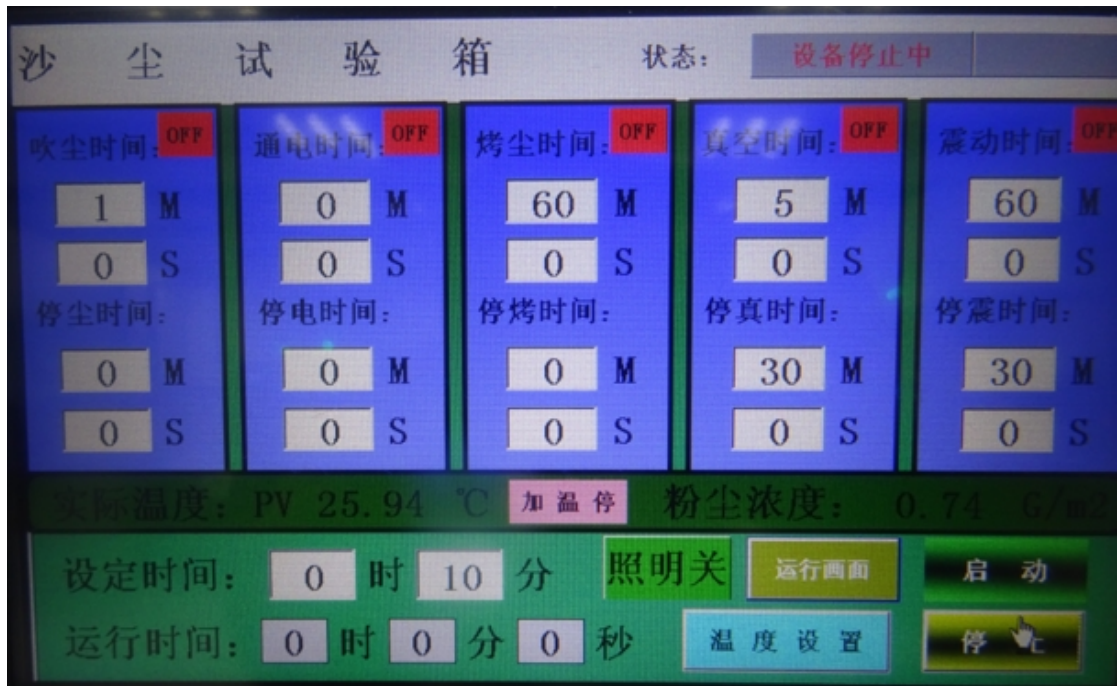 沙尘试验箱 状态: 设备停止中
吹尘时间: OFF 通电时间: OFF 烤尘时间: OFF 真空时间: OFF 震动时间: OFF
1 M 0 M 60 M 5 M 60 M
0 S 0 S 0 S 0 S 0 S
停尘时间: 停电时间: 停烤时间: 停真时间: 停震时间:
0 M 0 M 0 M 30 M 30 M
0 S 0 S 0 S 0 S 0 S
实际温度: PV 25.94 ℃ 加温停 粉尘浓度: 0.74 G/m2
设定时间: 0 时 10 分 照明关 运行画面 启动
运行时间: 0 时 0 分 0 秒 温度设置 停止